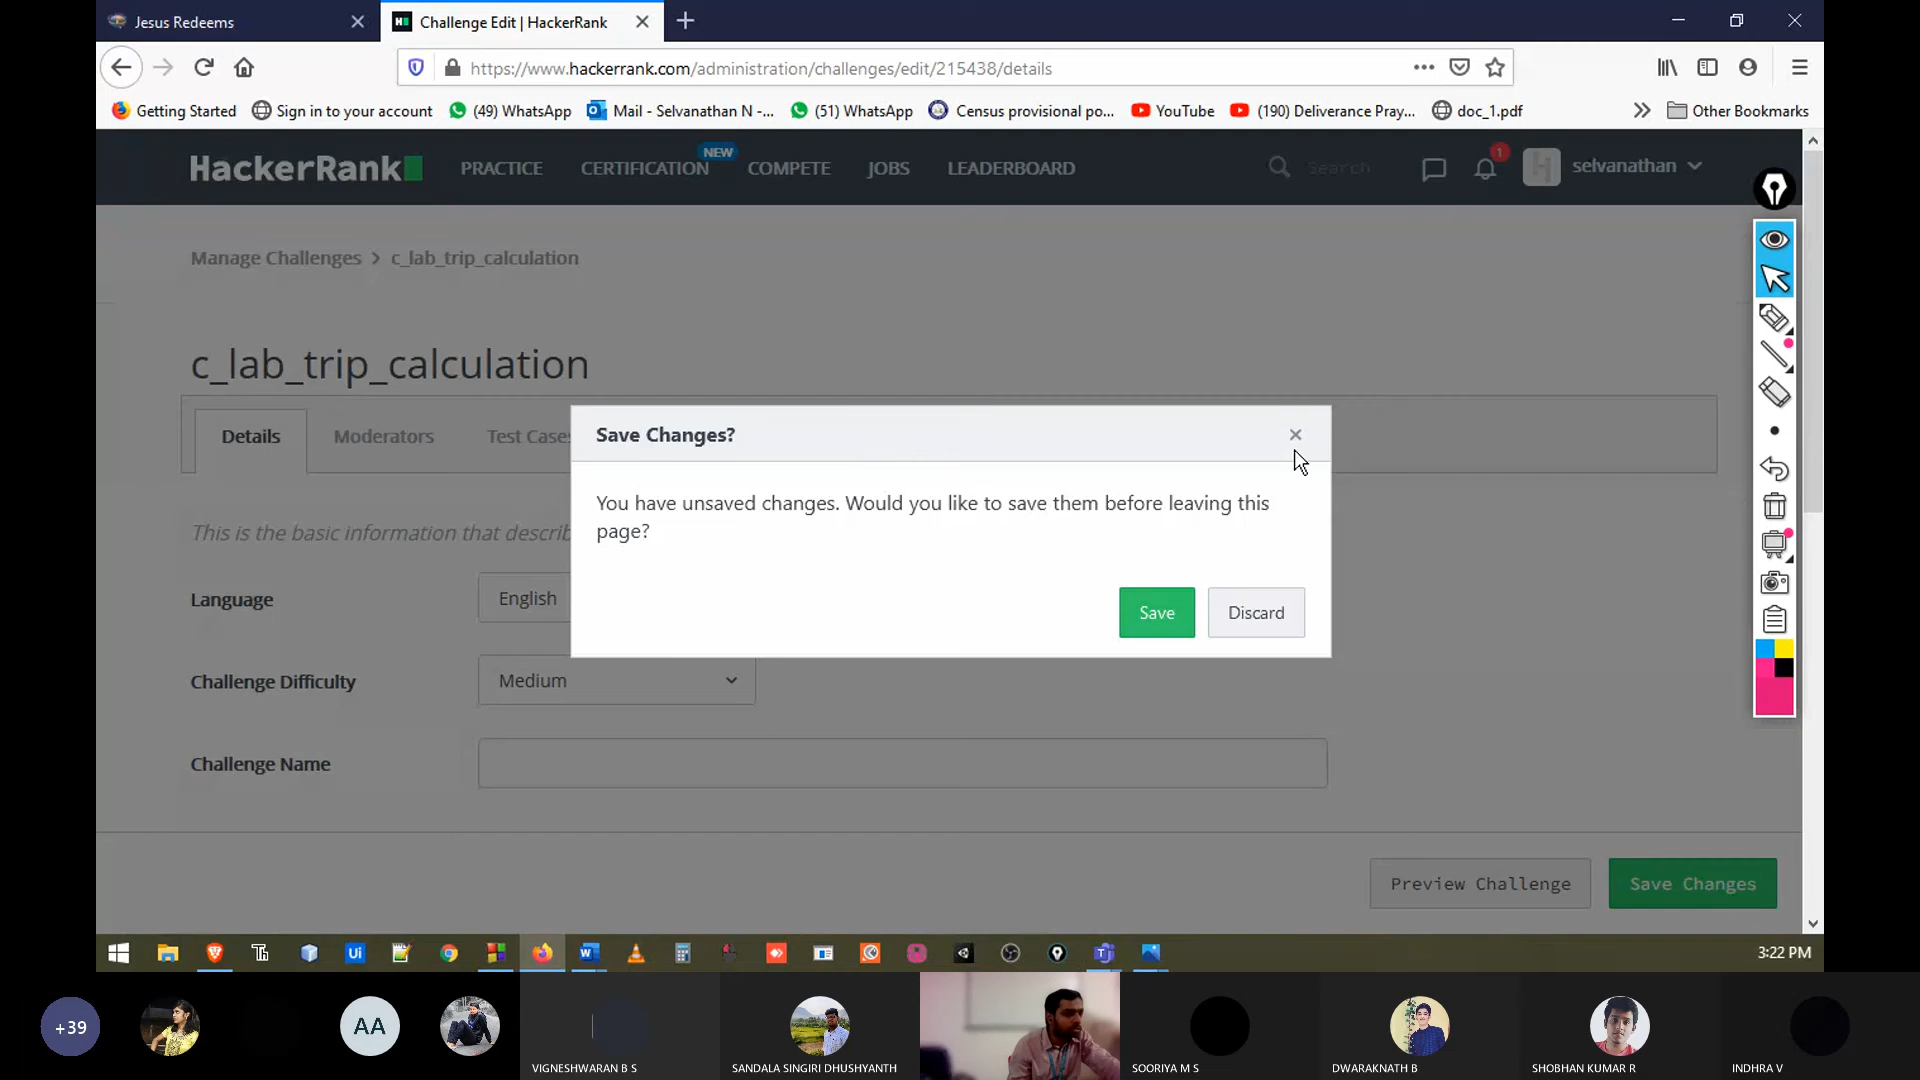 Jesus Redeems
Challenge Edit | HackerRank
https://www.hackerrank.com/administration/challenges/edit/215438/details
Getting Started
Sign in to your account
(49) WhatsApp
Mail - Selvanathan N -...
(51) WhatsApp
Census provisional po...
YouTube
(190) Deliverance Pray...
doc_1.pdf
Other Bookmarks
HackerRank
PRACTICE
CERTIFICATION
NEW
COMPETE
JOBS
LEADERBOARD
Search
1
selvanathan
Manage Challenges > c_lab_trip_calculation
c_lab_trip_calculation
Details
Moderators
Test Cases
Save Changes?
You have unsaved changes. Would you like to save them before leaving this
page?
Save
Discard
This is the basic information that describ
Language
English
Challenge Difficulty
Medium
Challenge Name
Preview Challenge
Save Changes
3:22 PM
+39
AA
VIGNESHWARAN B S
SANDALA SINGIRI DHUSHYANTH
SOORIYA M S
DWARAKNATH B
SHOBHAN KUMAR R
INDHRA V